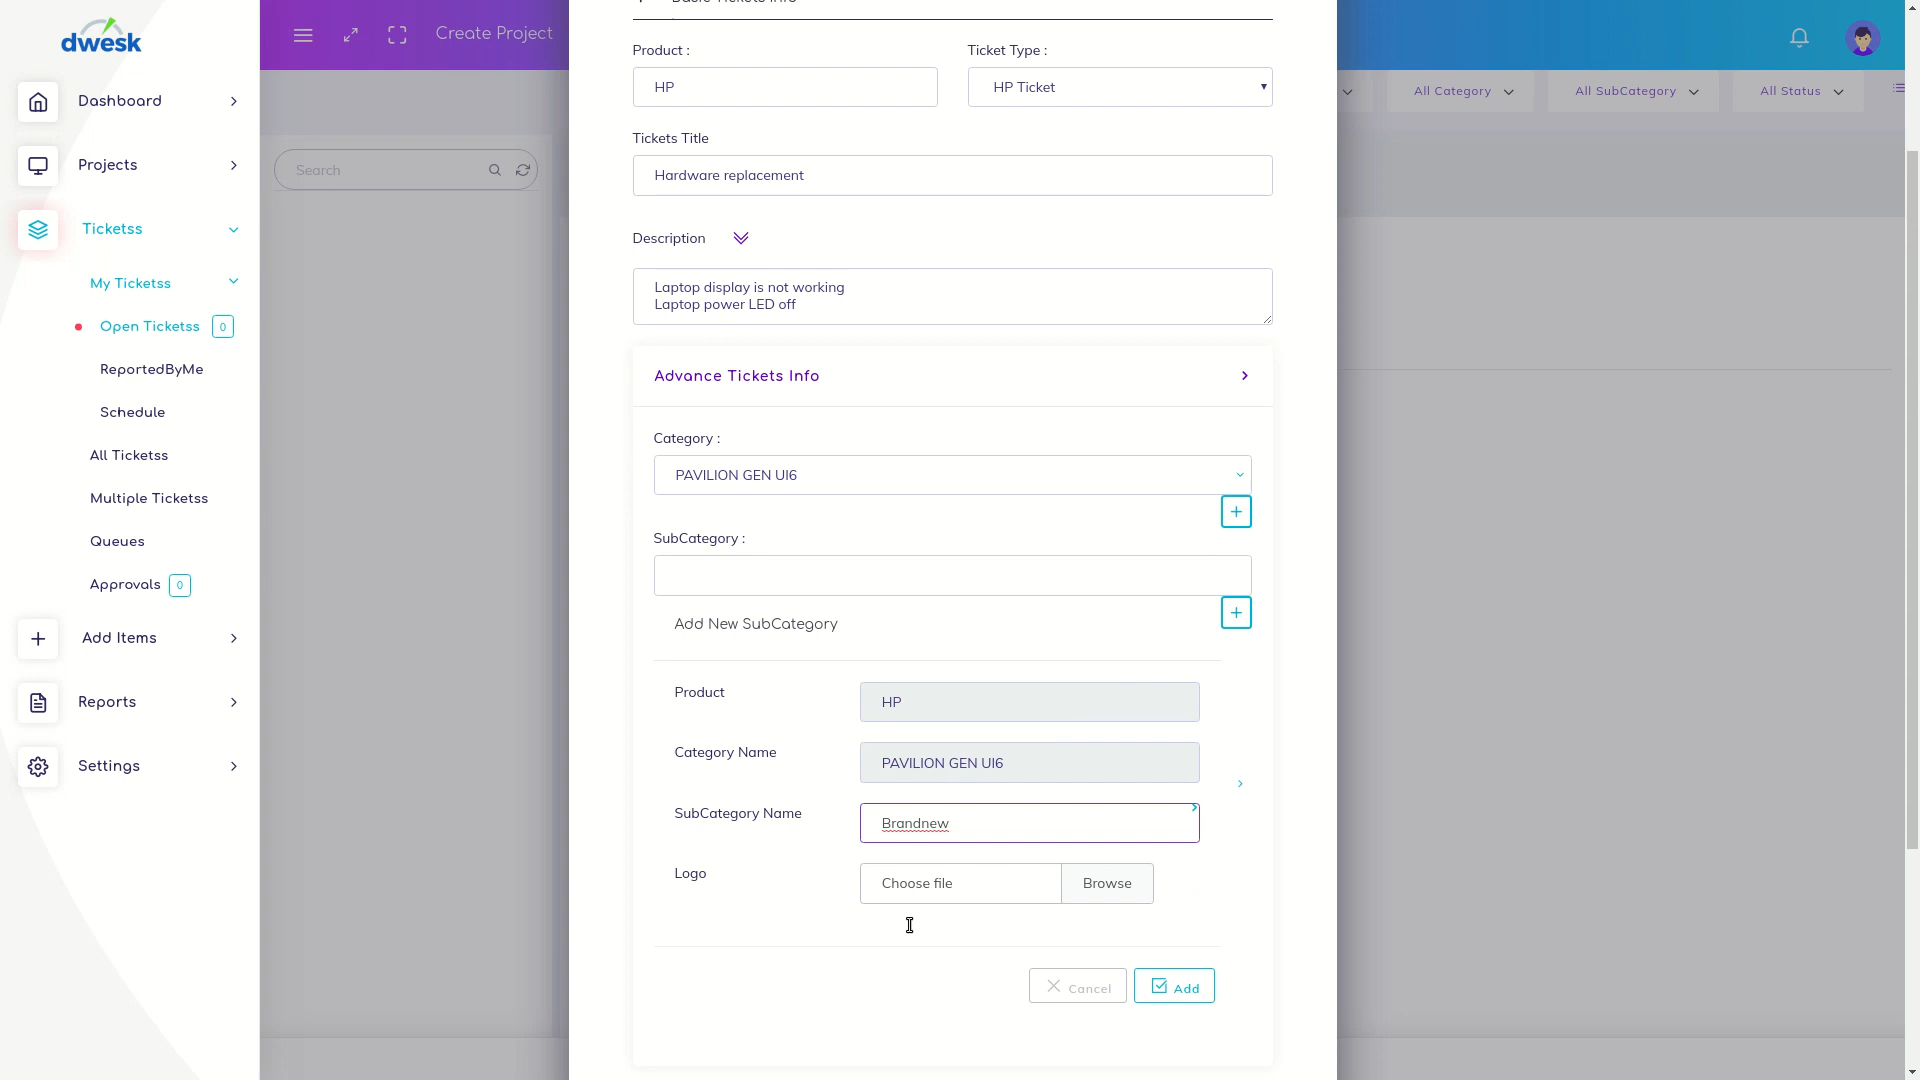 dwesk
Create Project
Dashboard
Projects
Ticketss
My Ticketss
Open Ticketss 0
ReportedByMe
Schedule
All Ticketss
Multiple Ticketss
Queues
Approvals 0
Add Items
Reports
Settings
Search
All Category
All SubCategory
All Status
Basic Tickets Info
Product :
Ticket Type :
HP
HP Ticket
Tickets Title
Hardware replacement
Description
Laptop display is not working
Laptop power LED off
Advance Tickets Info
Category :
PAVILION GEN UI6
SubCategory :
Add New SubCategory
Product
HP
Category Name
PAVILION GEN UI6
SubCategory Name
Brandnew
Logo
Choose file
Browse
Cancel
Add